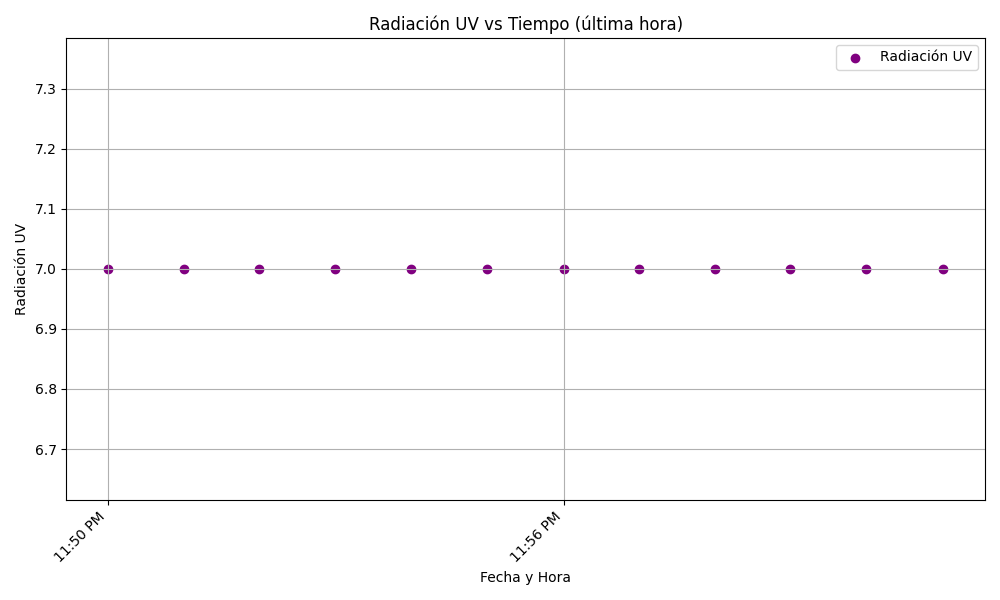 Radiación UV vs Tiempo (última hora)
Radiación UV
7.3
7.2
7.1
7.0
6.9
6.8
6.7
Radiación UV
11:50 PM
11:56 PM
Fecha y Hora